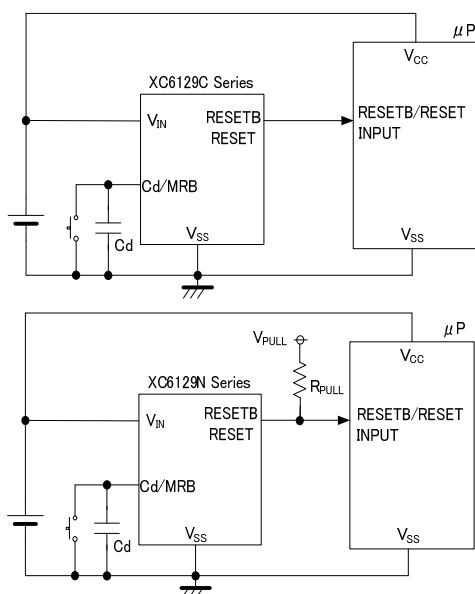 μP
XC6129C Series
VCC
VIN
RESETB
RESET
RESETB/RESET
INPUT
Cd/MRB
Cd
VSS
VSS
μP
VPULL
VCC
XC6129N Series
RPULL
VIN
RESETB
RESET
RESETB/RESET
INPUT
Cd/MRB
Cd
VSS
VSS